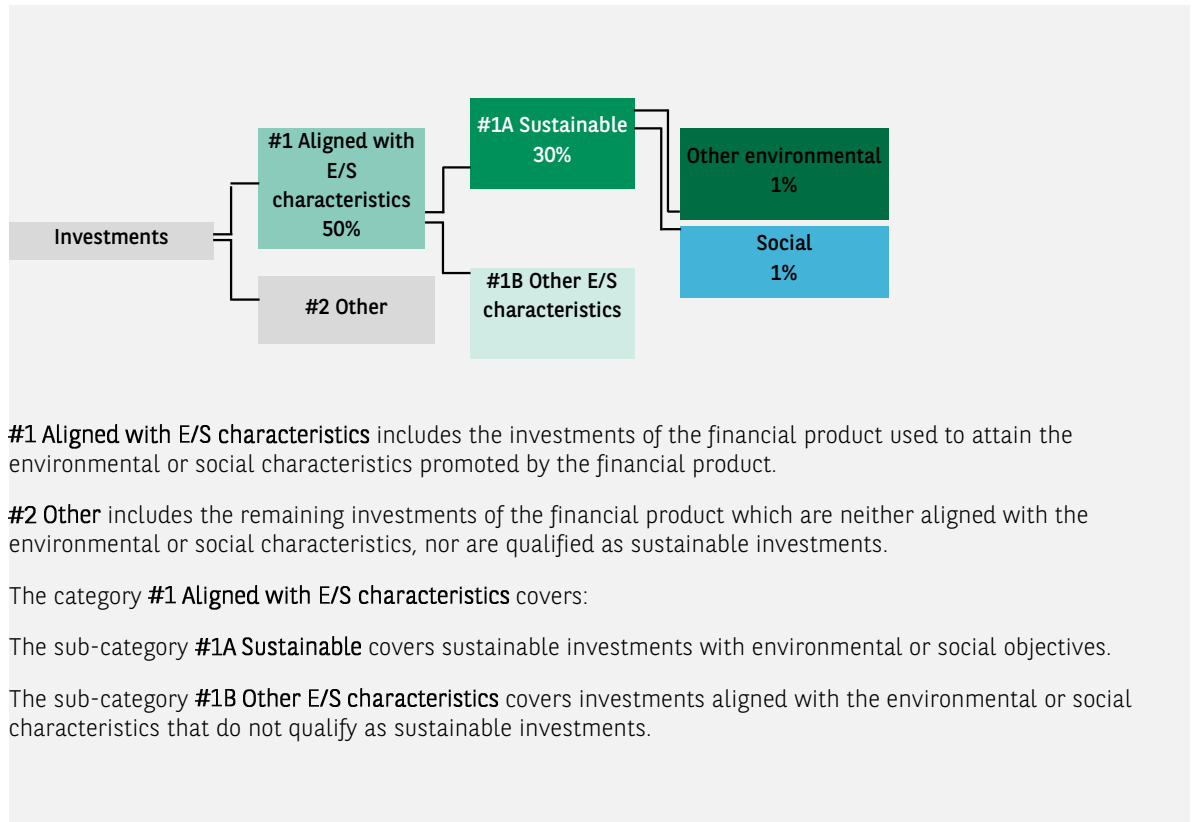 #1A Sustainable
30%
#1 Aligned with
E/S
characteristics
50%
Other environmental
1%
Investments
Social
1%
#2 Other
#1B Other E/S
characteristics
#1 Aligned with E/S characteristics includes the investments of the financial product used to attain the
environmental or social characteristics promoted by the financial product.
#2 Other includes the remaining investments of the financial product which are neither aligned with the
environmental or social characteristics, nor are qualified as sustainable investments.
The category #1 Aligned with E/S characteristics covers:
The sub-category #1A Sustainable covers sustainable investments with environmental or social objectives.
The sub-category #1B Other E/S characteristics covers investments aligned with the environmental or social
characteristics that do not qualify as sustainable investments.